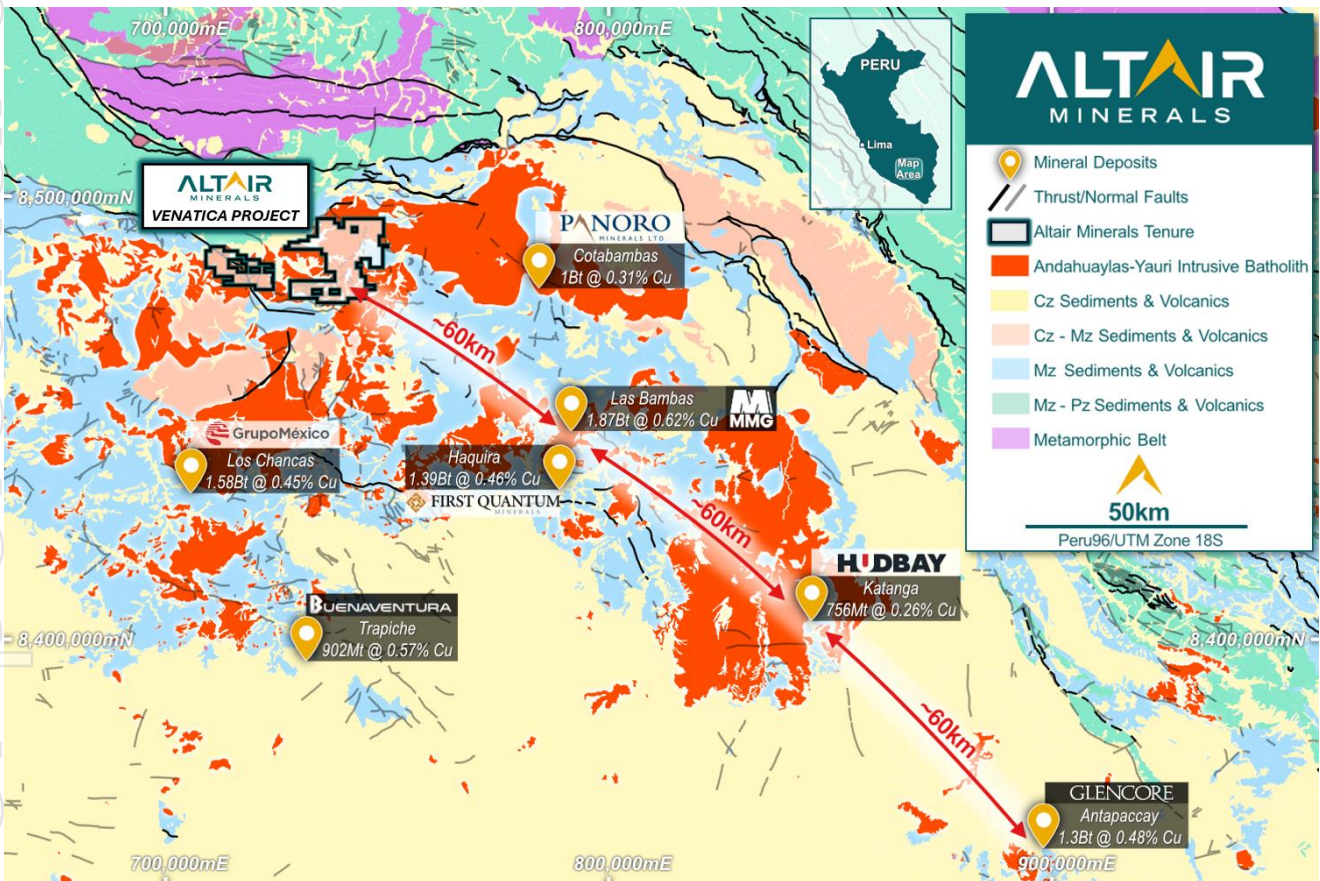 700,000mE
800,000mE
PERU
Lima
Map
Area
ALTAIR
MINERALS
Mineral Deposits
Thrust/Normal Faults
Altair Minerals Tenure
Andahuaylas-Yauri Intrusive Batholith
Cz Sediments & Volcanics
Cz - Mz Sediments & Volcanics
Mz Sediments & Volcanics
Mz - Pz Sediments & Volcanics
Metamorphic Belt
50km
Peru96/UTM Zone 18S
8,500,000mN
ALTAIR
MINERALS
VENATICA PROJECT
PANORO
MINERALS LTD
Cotabambas
1Bt @ 0.31% Cu
~60km
Las Bambas
1.87Bt @ 0.62% Cu
MMG
GrupoMéxico
Los Chancas
1.58Bt @ 0.45% Cu
Haquira
1.39Bt @ 0.46% Cu
FIRST QUANTUM
MINERALS
~60km
HUDBAY
Katanga
756Mt @ 0.26% Cu
BUENAVENTURA
Trapiche
902Mt @ 0.57% Cu
8,400,000mN
8,400,000mN
~60km
GLENCORE
Antapaccay
1.3Bt @ 0.48% Cu
700,000mE
800,000mE
900,000mE